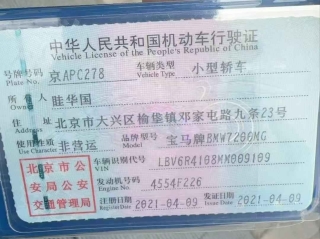 中华人民共和国机动车行驶证
Vehicle License of the People's Republic of China
号牌号码 京APC278 车辆类型 小型轿车
Plate No. Vehicle Type
所有人 眭华国
Owner
住址 北京市大兴区榆垡镇邓家屯路九条23号
Address
使用性质 非营运 品牌型号 宝马牌BMW7200MG
Use Character Model
北京市公 车辆识别代号 LBV6R4108KM009109
VIN
安局公安 发动机号码 4554F226
Engine No.
交通管理局 注册日期 2021-04-09 发证日期 2021-04-09
Register Date Issue Date